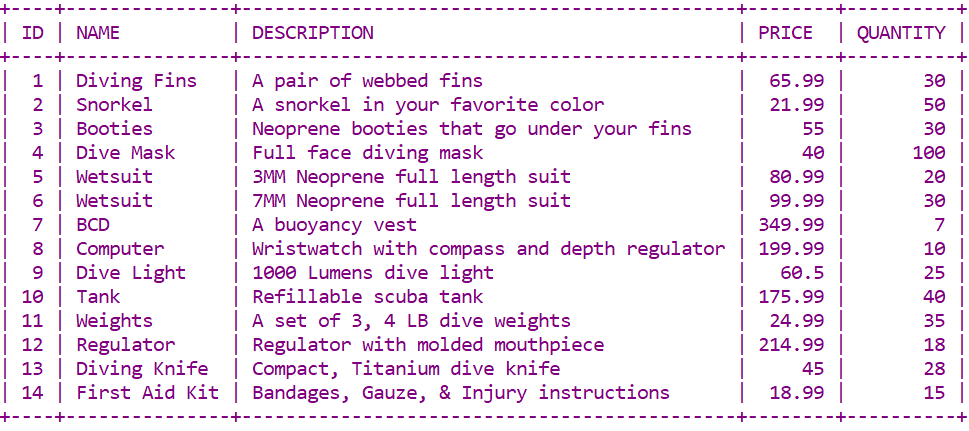 +----+---------------+----------------------------------------------+--------+----------+
| ID | NAME          | DESCRIPTION                                  | PRICE  | QUANTITY |
+----+---------------+----------------------------------------------+--------+----------+
|  1 | Diving Fins   | A pair of webbed fins                        |  65.99 |       30 |
|  2 | Snorkel       | A snorkel in your favorite color             |  21.99 |       50 |
|  3 | Booties       | Neoprene booties that go under your fins     |     55 |       30 |
|  4 | Dive Mask     | Full face diving mask                        |     40 |      100 |
|  5 | Wetsuit       | 3MM Neoprene full length suit                |  80.99 |       20 |
|  6 | Wetsuit       | 7MM Neoprene full length suit                |  99.99 |       30 |
|  7 | BCD           | A buoyancy vest                              | 349.99 |        7 |
|  8 | Computer      | Wristwatch with compass and depth regulator | 199.99 |       10 |
|  9 | Dive Light    | 1000 Lumens dive light                       |   60.5 |       25 |
| 10 | Tank          | Refillable scuba tank                        | 175.99 |       40 |
| 11 | Weights       | A set of 3, 4 LB dive weights                |  24.99 |       35 |
| 12 | Regulator     | Regulator with molded mouthpiece             | 214.99 |       18 |
| 13 | Diving Knife  | Compact, Titanium dive knife                 |     45 |       28 |
| 14 | First Aid Kit | Bandages, Gauze, & Injury instructions       |  18.99 |       15 |
+----+---------------+----------------------------------------------+--------+----------+